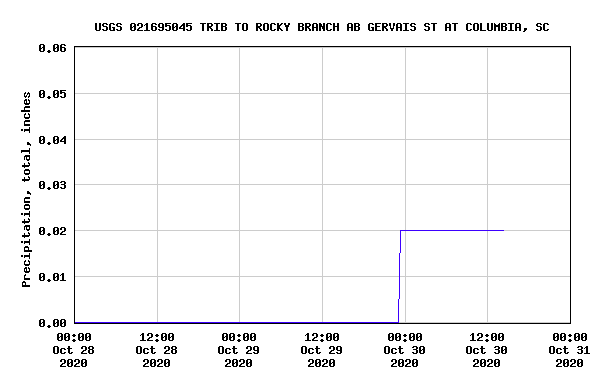 USGS 021695045 TRIB TO ROCKY BRANCH AB GERVAIS ST AT COLUMBIA, SC
Precipitation, total, inches
0.06
0.05
0.04
0.03
0.02
0.01
0.00
00:00 12:00 00:00 12:00 00:00 12:00 00:00
Oct 28 Oct 28 Oct 29 Oct 29 Oct 30 Oct 30 Oct 31
2020 2020 2020 2020 2020 2020 2020